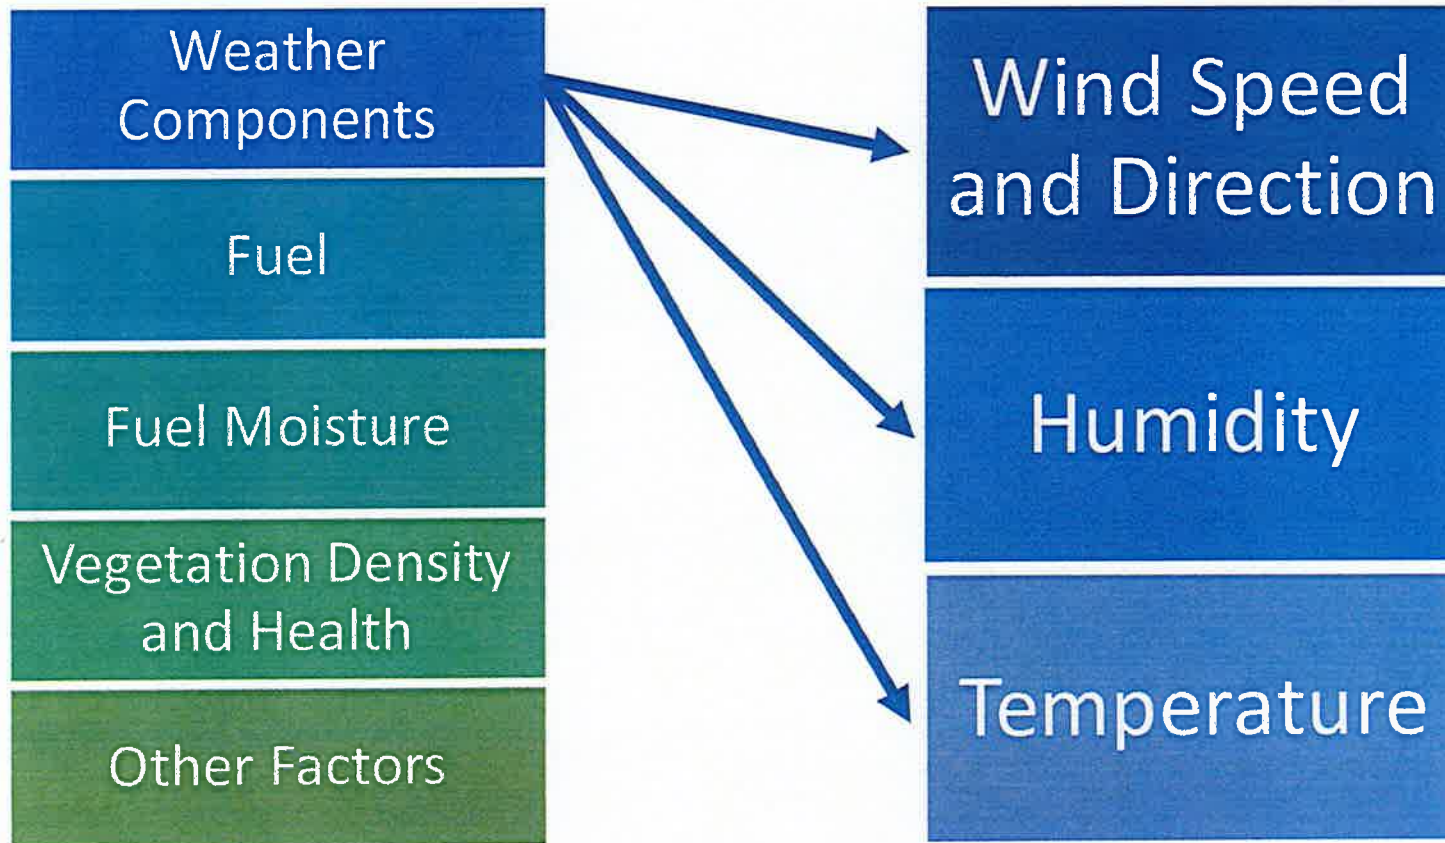 Weather
Components
Fuel
Fuel Moisture
Vegetation Density
and Health
Other Factors
Wind Speed
and Direction
Humidity
Temperature